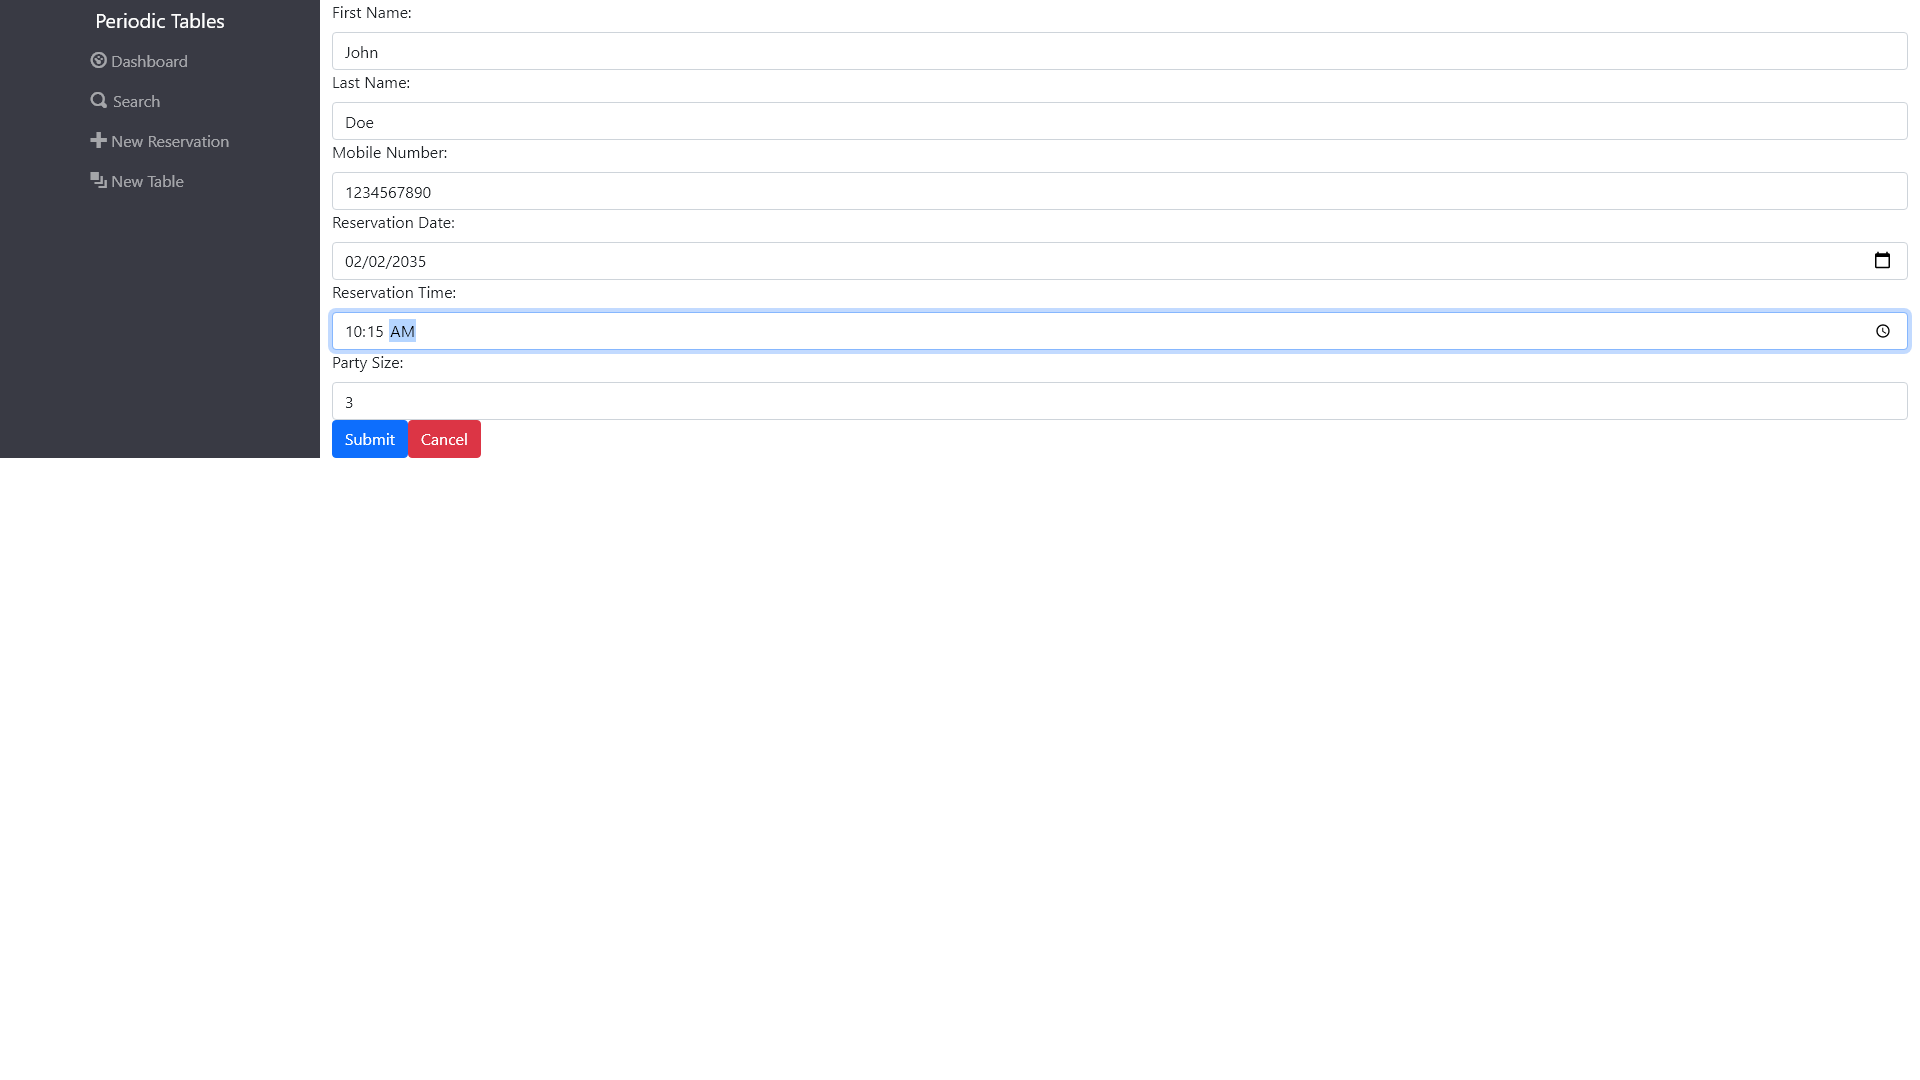 Periodic Tables
Dashboard
Search
New Reservation
New Table
First Name:
John
Last Name:
Doe
Mobile Number:
1234567890
Reservation Date:
02/02/2035
Reservation Time:
10:15 AM
Party Size:
3
Submit Cancel